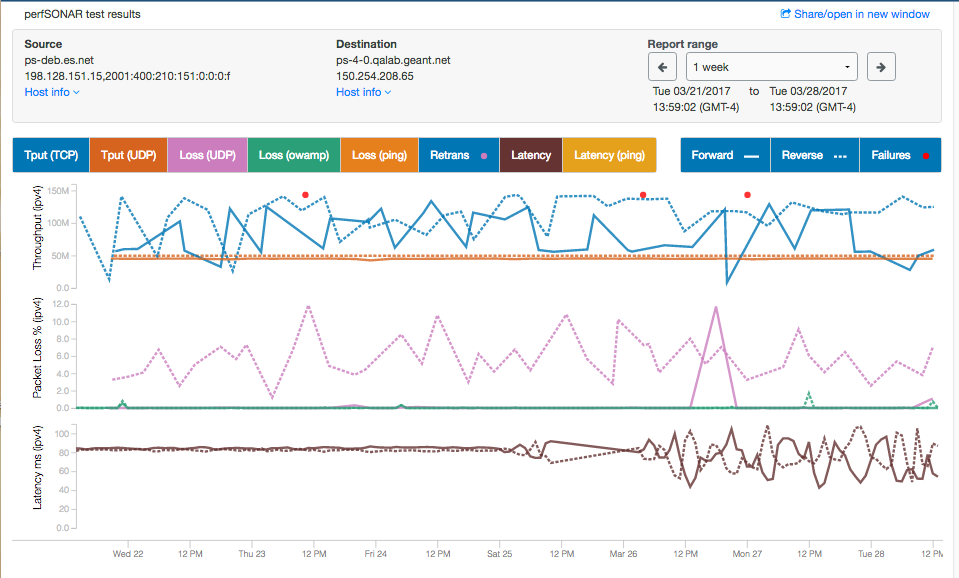 perfSONAR test results
Share/open in new window
Source
ps-deb.es.net
198.128.151.15,2001:400:210:151:0:0:0:f
Host info
Destination
ps-4-0.qalab.geant.net
150.254.208.65
Host info
Report range
1 week
Tue 03/21/2017 to Tue 03/28/2017
13:59:02 (GMT-4) 13:59:02 (GMT-4)
Tput (TCP) Tput (UDP) Loss (UDP) Loss (owamp) Loss (ping) Retrans Latency Latency (ping)
Forward Reverse Failures
Throughput (ipv4)
150M
100M
50M
0.0
Packet Loss % (ipv4)
12.0
10.0
8.0
6.0
4.0
2.0
0.0
Latency ms (ipv4)
100
80
60
40
20
0.0
Wed 22 12 PM Thu 23 12 PM Fri 24 12 PM Sat 25 12 PM Mar 26 12 PM Mon 27 12 PM Tue 28 12 PM